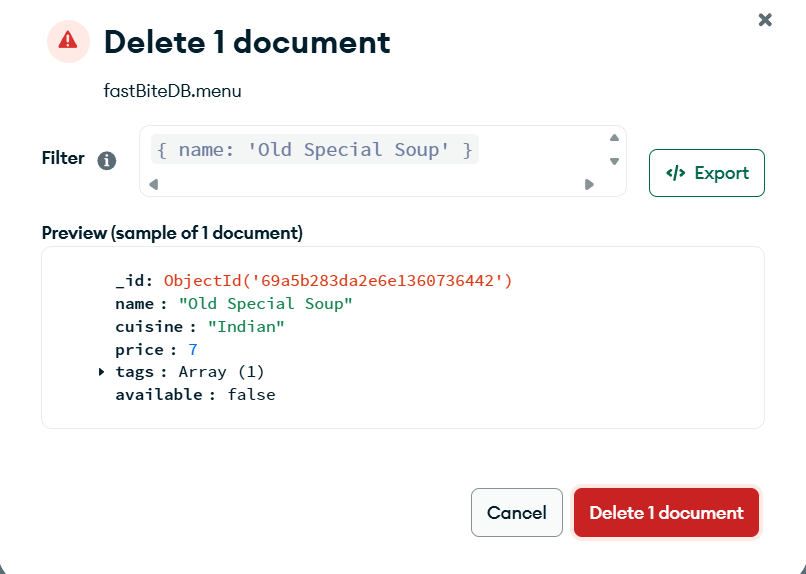 Delete 1 document
fastBiteDB.menu
Filter
{ name: 'Old Special Soup' }
Export
Preview (sample of 1 document)
_id: ObjectId('69a5b283da2e6e1360736442')
name : "Old Special Soup"
cuisine : "Indian"
price : 7
tags : Array (1)
available : false
Cancel
Delete 1 document